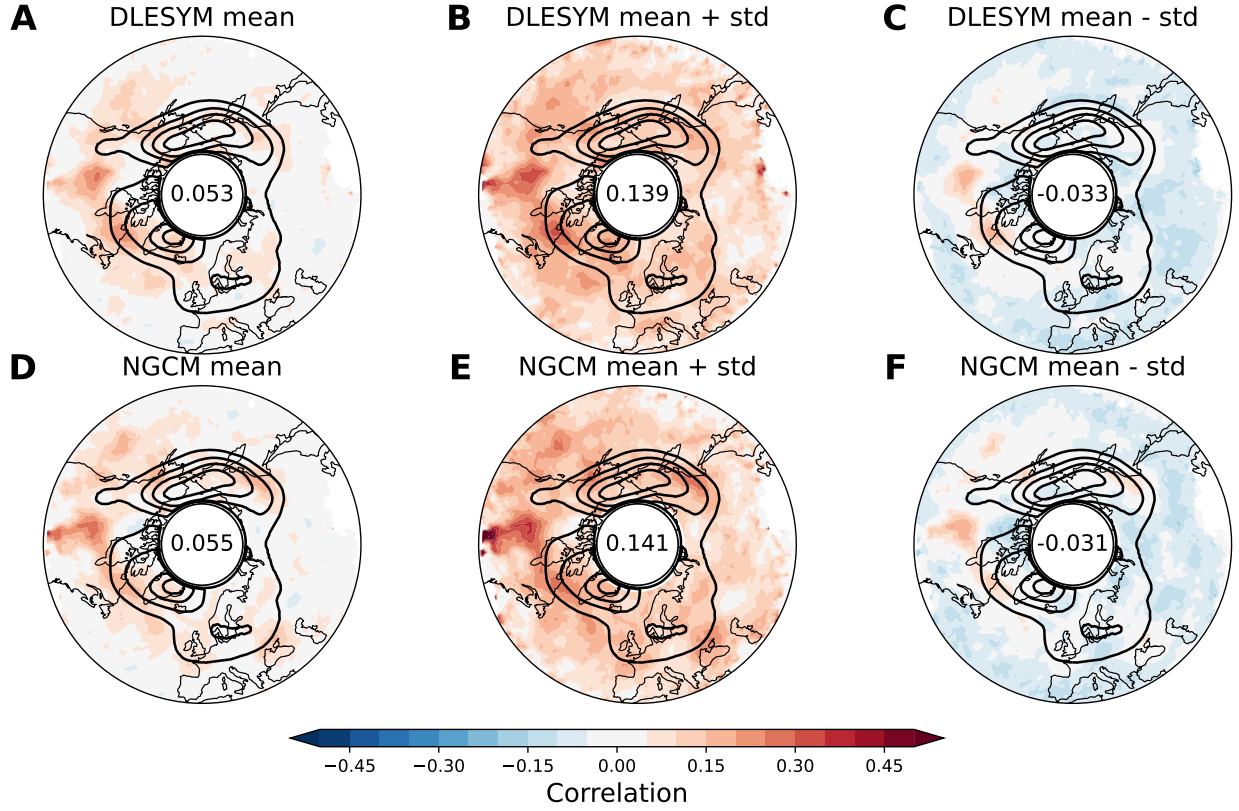 A DLESYM mean
B DLESYM mean + std
C DLESYM mean - std
0.053
0.139
-0.033
D NGCM mean
E NGCM mean + std
F NGCM mean - std
0.055
0.141
-0.031
−0.45 −0.30 −0.15 0.00 0.15 0.30 0.45
Correlation